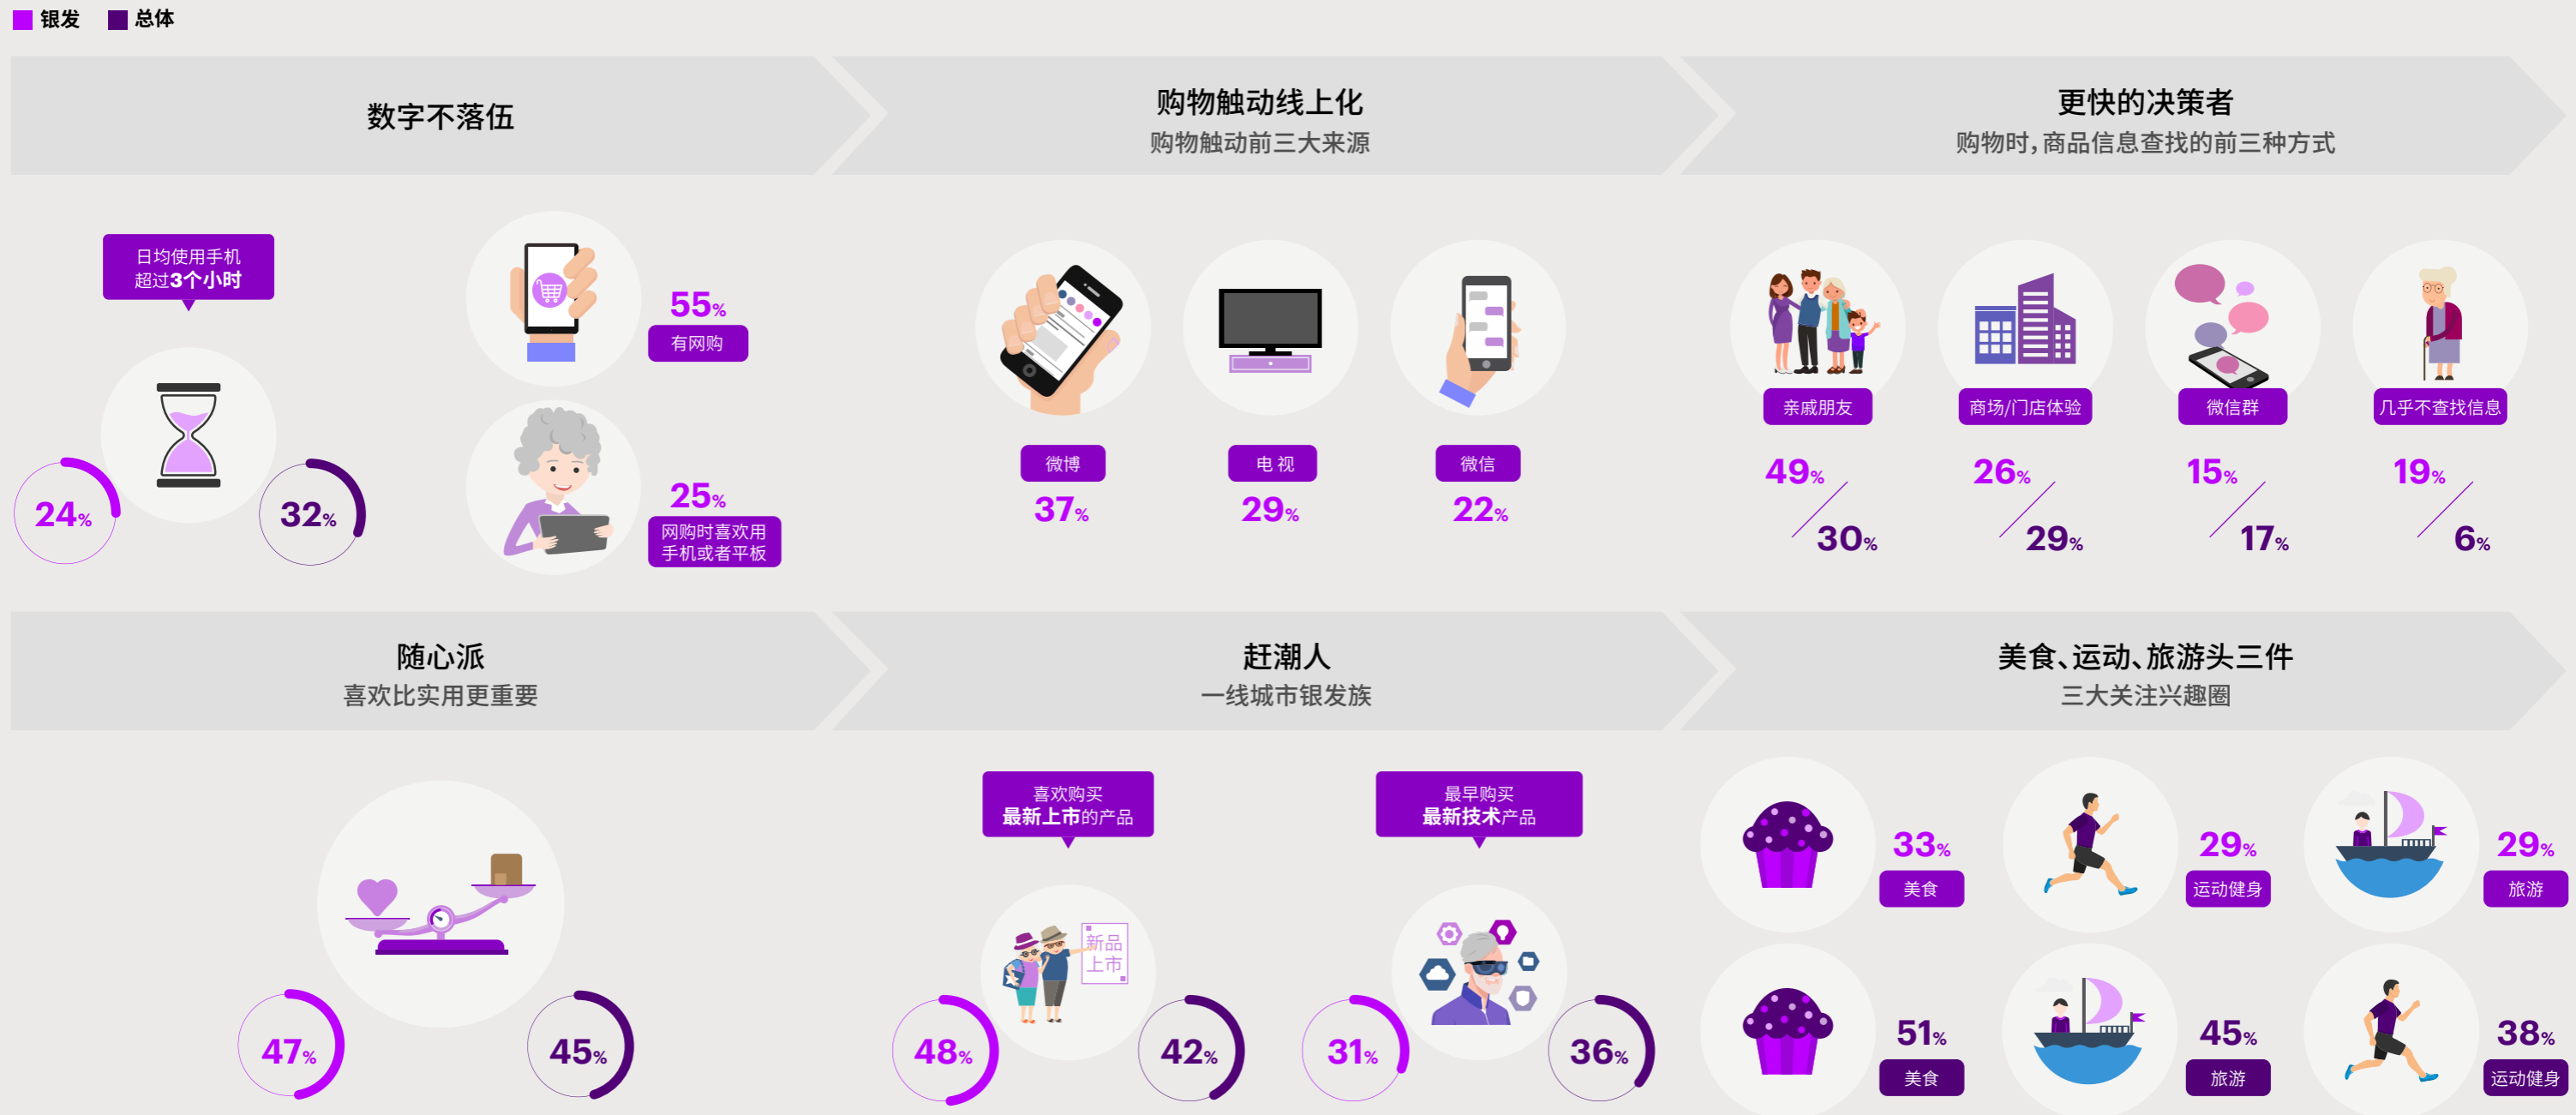 银发 总体
数字不落伍
日均使用手机
超过3个小时
24%
32%
55%
有网购
25%
网购时喜欢用
手机或者平板
购物触动线上化
购物触动前三大来源
微博 电视 微信
37% 29% 22%
更快的决策者
购物时,商品信息查找的前三种方式
亲戚朋友 商场/门店体验 微信群 几乎不查找信息
49% 26% 15% 19%
30% 29% 17% 6%
随心派
喜欢比实用更重要
47% 45%
赶潮人
一线城市银发族
喜欢购买
最新上市的产品
新品
上市
48% 42%
最早购买
最新技术产品
31% 36%
美食、运动、旅游头三件
三大关注兴趣圈
33% 29% 29%
美食 运动健身 旅游
51% 45% 38%
美食 旅游 运动健身